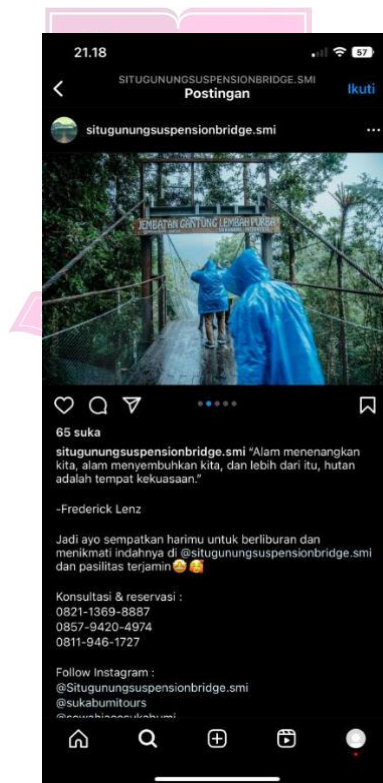 21.18
57
SITUGUNUNGSUSPENSIONBRIDGE.SMI
Postingan
Ikuti
situgunungsuspensionbridge.smi
JEMBATAN GANTUNG LEMBAH PURBA
65 suka
situgunungsuspensionbridge.smi “Alam menenangkan
kita, alam menyembuhkan kita, dan lebih dari itu, hutan
adalah tempat kekuasaan.”
-Frederick Lenz
Jadi ayo sempatkan harimu untuk berliburan dan
menikmati indahnya di @situgunungsuspensionbridge.smi
dan pasilitas terjamin🤩🥰
Konsultasi & reservasi :
0821-1369-8887
0857-9420-4974
0811-946-1727
Follow Instagram :
@Situgunungsuspensionbridge.smi
@sukabumitours